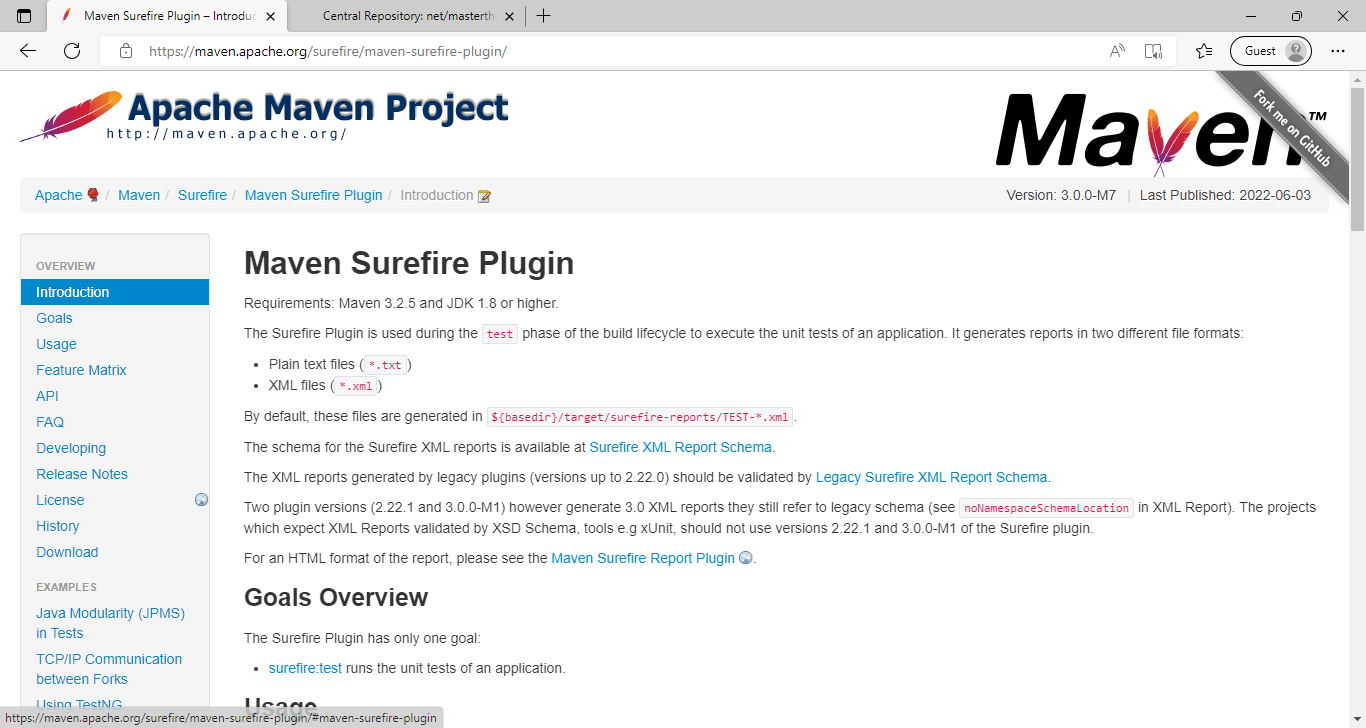 Maven Surefire Plugin – Introduc
Central Repository: net/masterth
https://maven.apache.org/surefire/maven-surefire-plugin/
Guest
Apache Maven Project
http://maven.apache.org/
Maven™
Fork me on GitHub
Apache / Maven / Surefire / Maven Surefire Plugin / Introduction
Version: 3.0.0-M7 | Last Published: 2022-06-03
OVERVIEW
Introduction
Goals
Usage
Feature Matrix
API
FAQ
Developing
Release Notes
License
History
Download
EXAMPLES
Java Modularity (JPMS)
in Tests
TCP/IP Communication
between Forks
Using TestNG
Maven Surefire Plugin
Requirements: Maven 3.2.5 and JDK 1.8 or higher.
The Surefire Plugin is used during the test phase of the build lifecycle to execute the unit tests of an application. It generates reports in two different file formats:
• Plain text files (*.txt)
• XML files (*.xml)
By default, these files are generated in ${basedir}/target/surefire-reports/TEST-*.xml.
The schema for the Surefire XML reports is available at Surefire XML Report Schema.
The XML reports generated by legacy plugins (versions up to 2.22.0) should be validated by Legacy Surefire XML Report Schema.
Two plugin versions (2.22.1 and 3.0.0-M1) however generate 3.0 XML reports they still refer to legacy schema (see noNamespaceSchemaLocation in XML Report). The projects
which expect XML Reports validated by XSD Schema, tools e.g xUnit, should not use versions 2.22.1 and 3.0.0-M1 of the Surefire plugin.
For an HTML format of the report, please see the Maven Surefire Report Plugin.
Goals Overview
The Surefire Plugin has only one goal:
• surefire:test runs the unit tests of an application.
Usage
https://maven.apache.org/surefire/maven-surefire-plugin/#maven-surefire-plugin